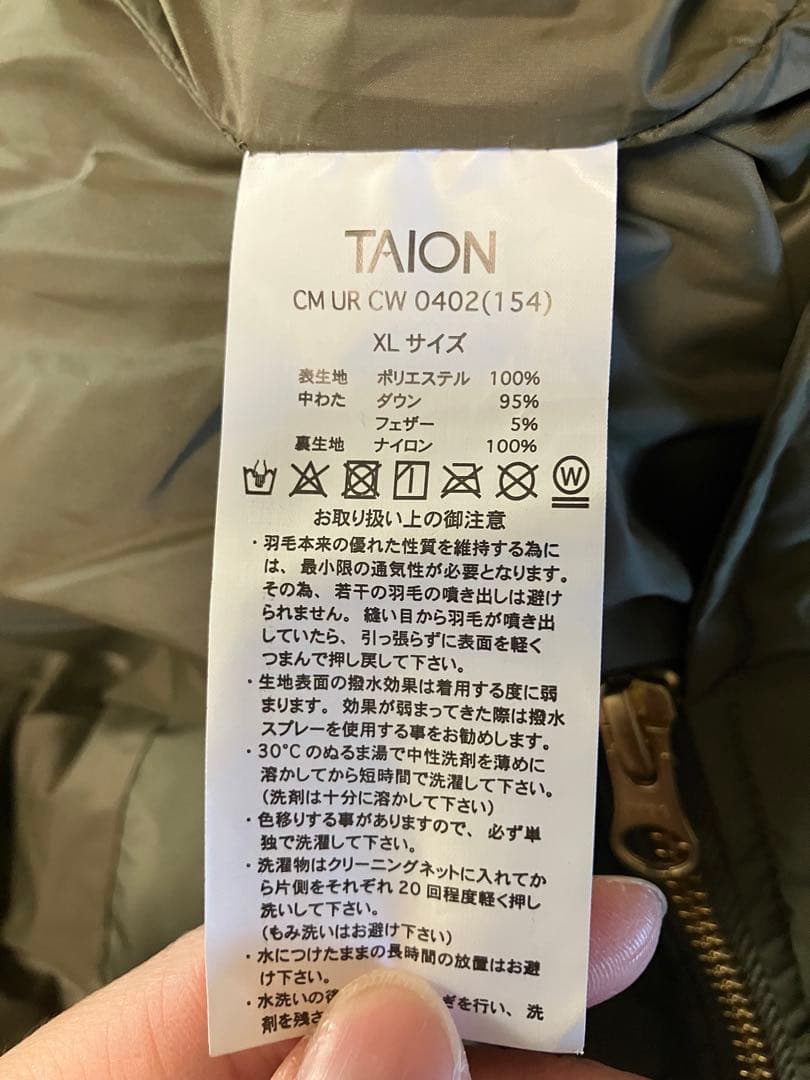 TAION
CM UR CW 0402(154)
XL サイズ
表生地 ポリエステル 100%
中わた ダウン 95%
フェザー 5%
裏生地 ナイロン 100%
W
お取り扱い上の御注意
・羽毛本来の優れた性質を維持する為に
は、最小限の通気性が必要となります。
その為、若干の羽毛の噴き出しは避け
られません。縫い目から羽毛が噴き出
していたら、引っ張らずに表面を軽く
つまんで押し戻して下さい。
・生地表面の撥水効果は着用する度に弱
まります。効果が弱まってきた際は撥水
スプレーを使用する事をお勧めします。
・30℃のぬるま湯で中性洗剤を薄めに
溶かしてから短時間で洗濯して下さい。
(洗剤は十分に溶かして下さい)
・色移りする事がありますので、必ず単
独で洗濯して下さい。
・洗濯物はクリーニングネットに入れてか
ら片側をそれぞれ20回程度軽く押し
洗いして下さい。
(もみ洗いはお避け下さい)
・水につけたままの長時間の放置はお避
け下さい。
・水洗いの ぎを行い、洗
剤を残さ